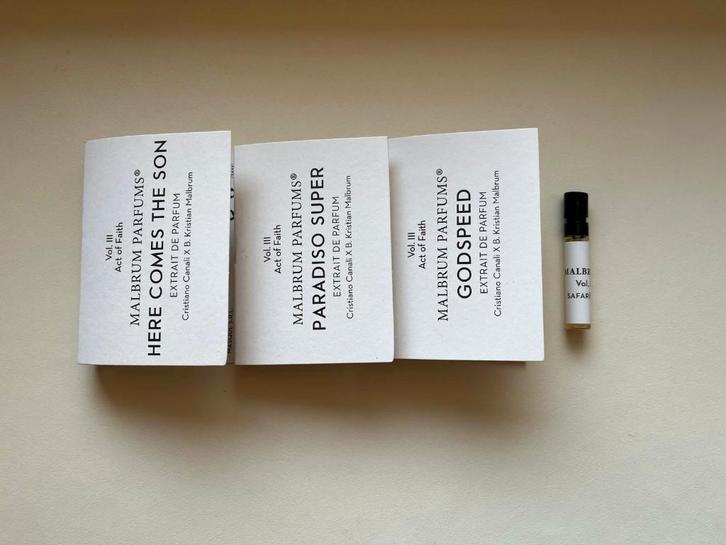 Vol. III
Act of Faith
MALBRUM PARFUMS®
HERE COMES THE SON
EXTRAIT DE PARFUM
Cristiano Canali X B. Kristian Malbrum
Vol. III
Act of Faith
MALBRUM PARFUMS®
PARADISO SUPER
EXTRAIT DE PARFUM
Cristiano Canali X B. Kristian Malbrum
Vol. III
Act of Faith
MALBRUM PARFUMS®
GODSPEED
EXTRAIT DE PARFUM
Cristiano Canali X B. Kristian Malbrum
Vol.